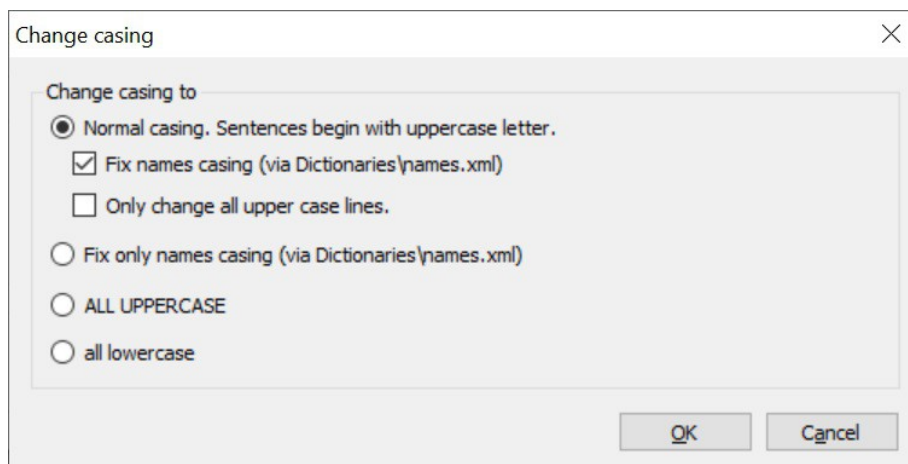 Change casing
Change casing to
Normal casing. Sentences begin with uppercase letter.
Fix names casing (via Dictionaries\names.xml)
Only change all upper case lines.
Fix only names casing (via Dictionaries\names.xml)
ALL UPPERCASE
all lowercase
OK Cancel